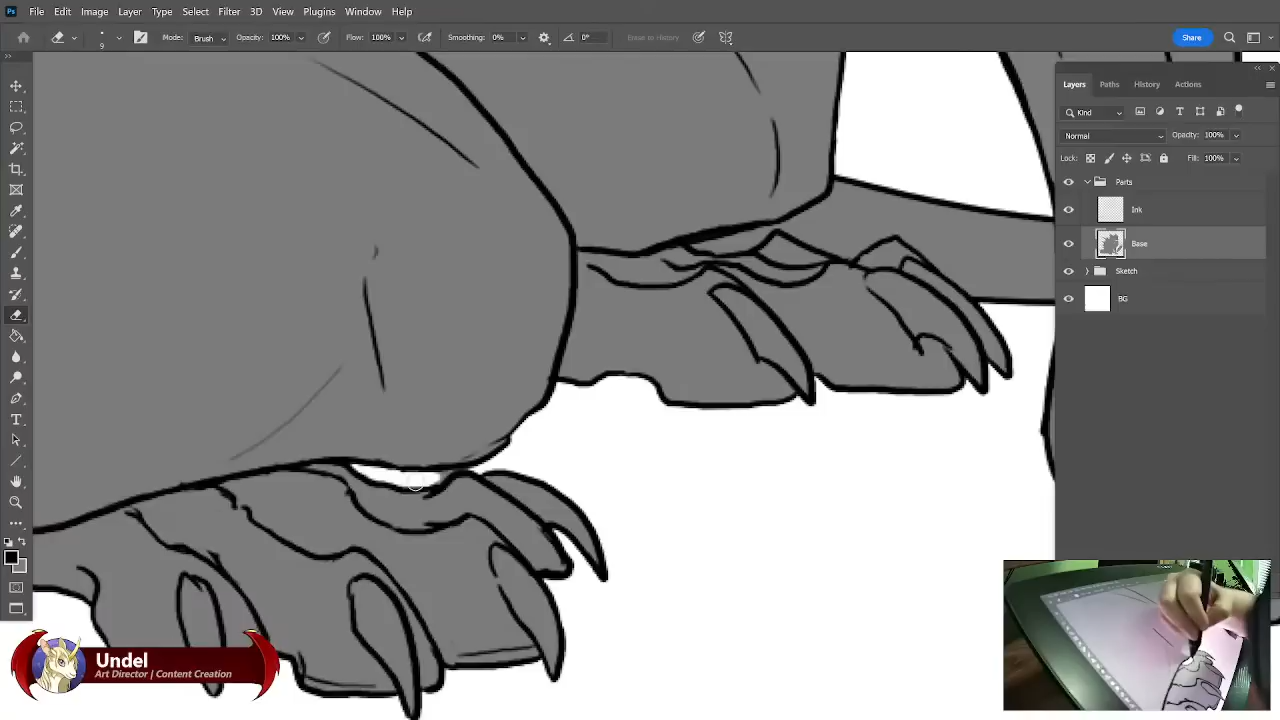 Ps File Edit Image Layer Type Select Filter 3D View Plugins Window Help
9 Mode: Brush Opacity: 100% Flow: 100% Smoothing: 0% 0° Erase to History Share
Layers Paths History Actions
Kind
Normal Opacity: 100%
Lock: Fill: 100%
Parts
Ink
Base
Sketch
BG
Undel
Art Director | Content Creation